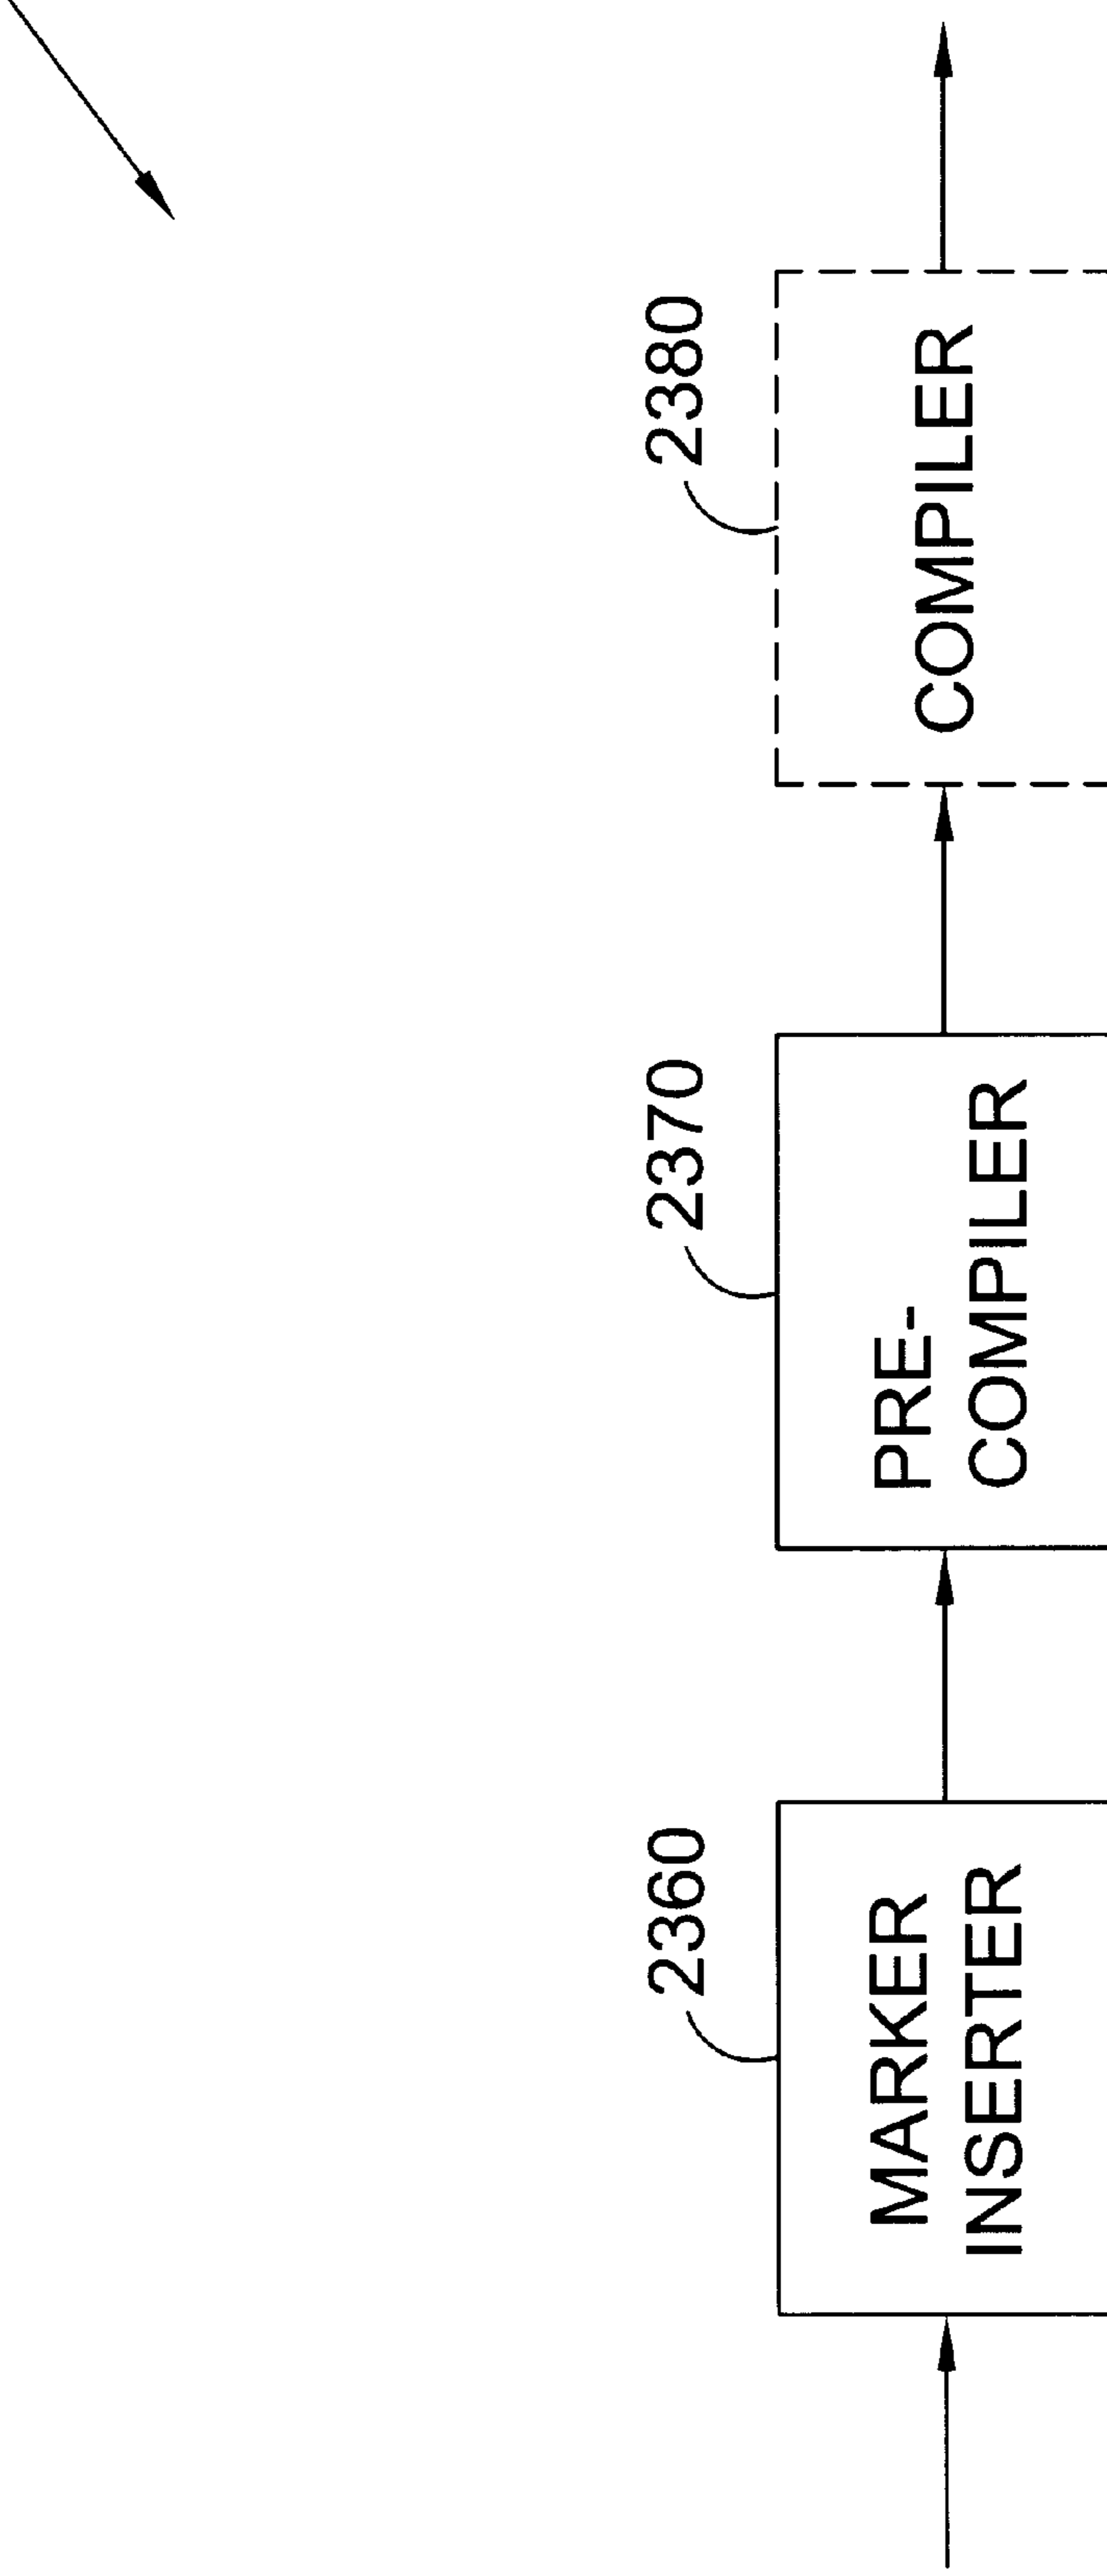 2360
MARKER
INSERTER
2370
PRE-
COMPILER
2380
COMPILER